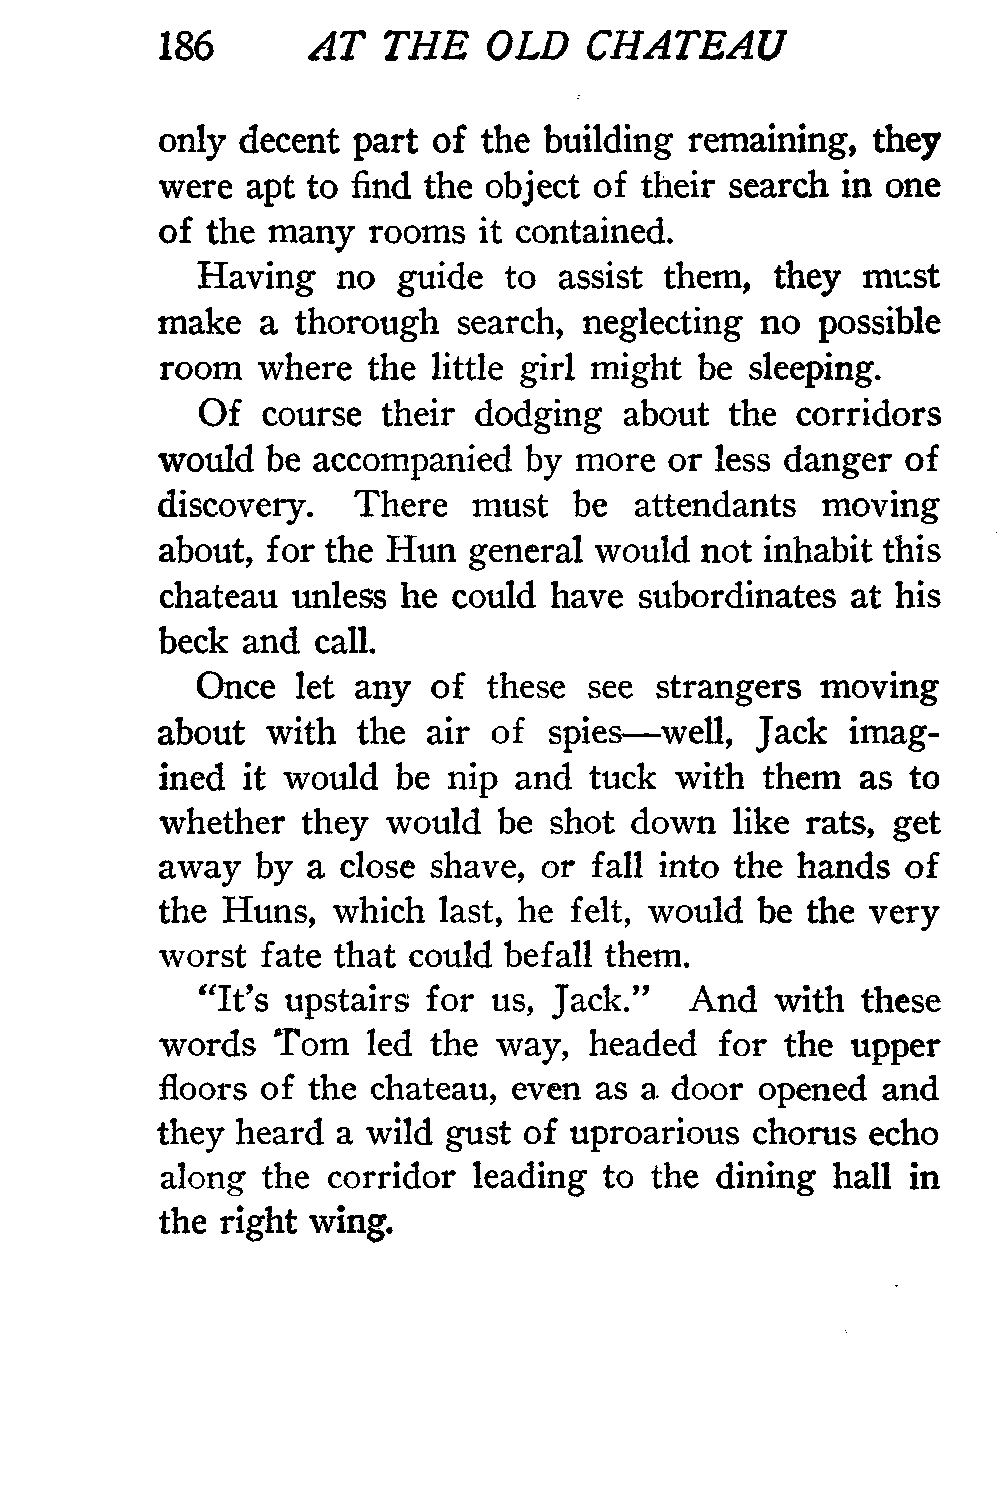 186 AT THE OLD CHATEAU
only decent part of the building remaining, they
were apt to find the object of their search in one
of the many rooms it contained.
Having no guide to assist them, they must
make a thorough search, neglecting no possible
room where the little girl might be sleeping.
Of course their dodging about the corridors
would be accompanied by more or less danger of
discovery. There must be attendants moving
about, for the Hun general would not inhabit this
chateau unless he could have subordinates at his
beck and call.
Once let any of these see strangers moving
about with the air of spies—well, Jack imag-
ined it would be nip and tuck with them as to
whether they would be shot down like rats, get
away by a close shave, or fall into the hands of
the Huns, which last, he felt, would be the very
worst fate that could befall them.
“It’s upstairs for us, Jack.” And with these
words Tom led the way, headed for the upper
floors of the chateau, even as a door opened and
they heard a wild gust of uproarious chorus echo
along the corridor leading to the dining hall in
the right wing.